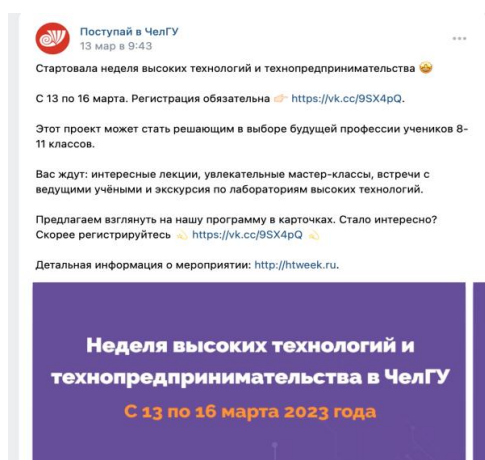 Поступай в ЧелГУ
13 мар в 9:43
Стартовала неделя высоких технологий и технопредпринимательства 🤩
С 13 по 16 марта. Регистрация обязательна 👉🏻 https://vk.cc/9SX4pQ.
Этот проект может стать решающим в выборе будущей профессии учеников 8-
11 классов.
Вас ждут: интересные лекции, увлекательные мастер-классы, встречи с
ведущими учёными и экскурсия по лабораториям высоких технологий.
Предлагаем взглянуть на нашу программу в карточках. Стало интересно?
Скорее регистрируйтесь 💫 https://vk.cc/9SX4pQ 💫
Детальная информация о мероприятии: http://htweek.ru.
Неделя высоких технологий и
технопредпринимательства в ЧелГУ
С 13 по 16 марта 2023 года